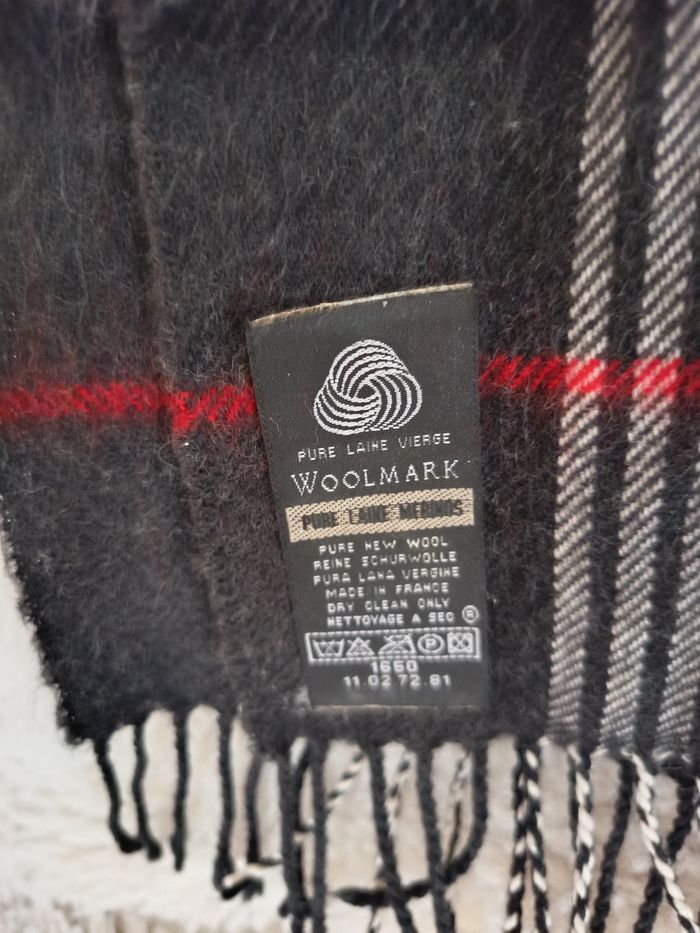 PURE LAINE VIERGE
WOOLMARK
PURE LAINE MERINOS
PURE NEW WOOL
REINE SCHURWOLLE
PURA LANA VERGINE
MADE IN FRANCE
DRY CLEAN ONLY
NETTOYAGE A SEC ®
P
1650
11.02.72.81